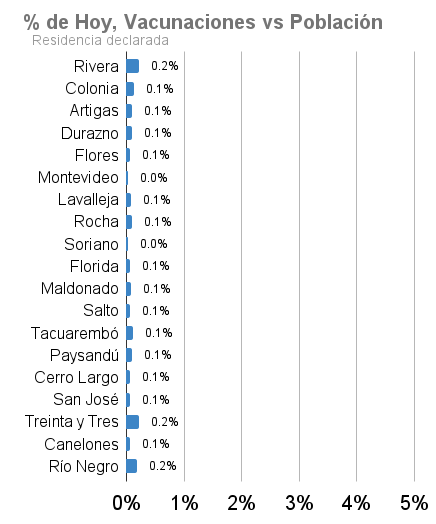 % de Hoy, Vacunaciones vs Población
Residencia declarada
Rivera 0.2%
Colonia 0.1%
Artigas 0.1%
Durazno 0.1%
Flores 0.1%
Montevideo 0.0%
Lavalleja 0.1%
Rocha 0.1%
Soriano 0.0%
Florida 0.1%
Maldonado 0.1%
Salto 0.1%
Tacuarembó 0.1%
Paysandú 0.1%
Cerro Largo 0.1%
San José 0.1%
Treinta y Tres 0.2%
Canelones 0.1%
Río Negro 0.2%
0% 1% 2% 3% 4% 5%